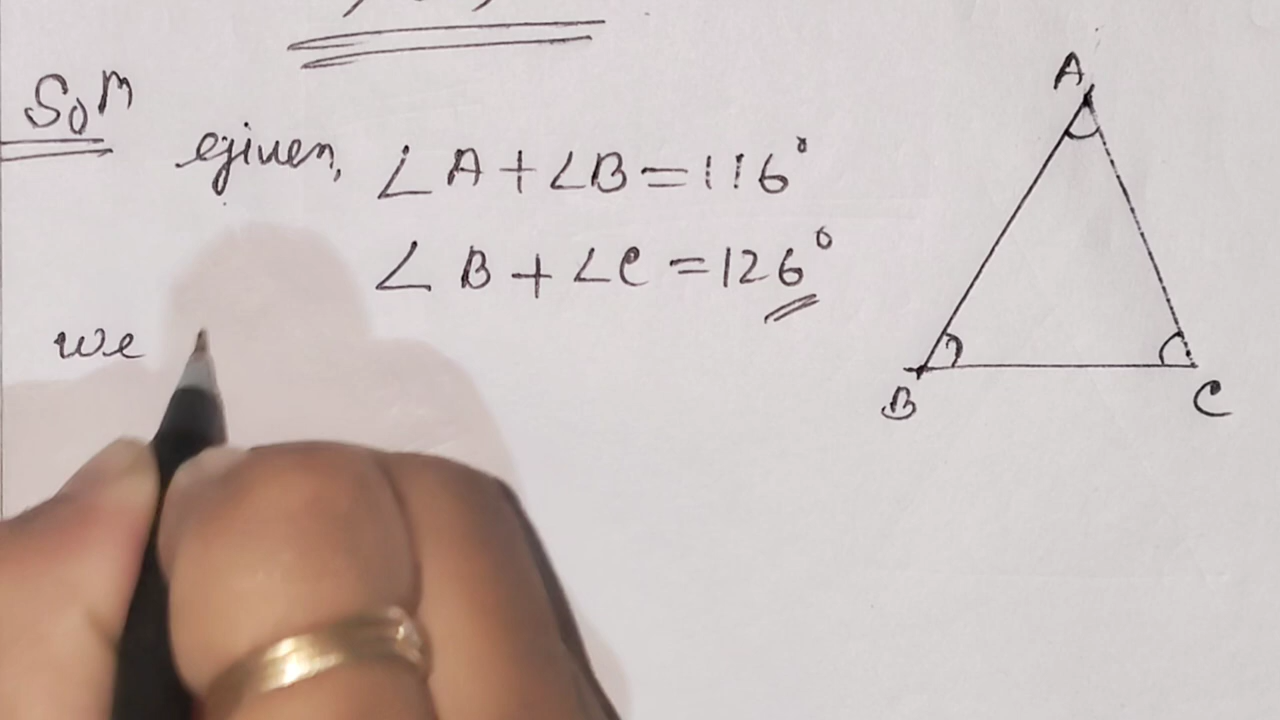 Soln
given, ∠A+∠B=116°
∠B+∠C=126°
we
A
B
C